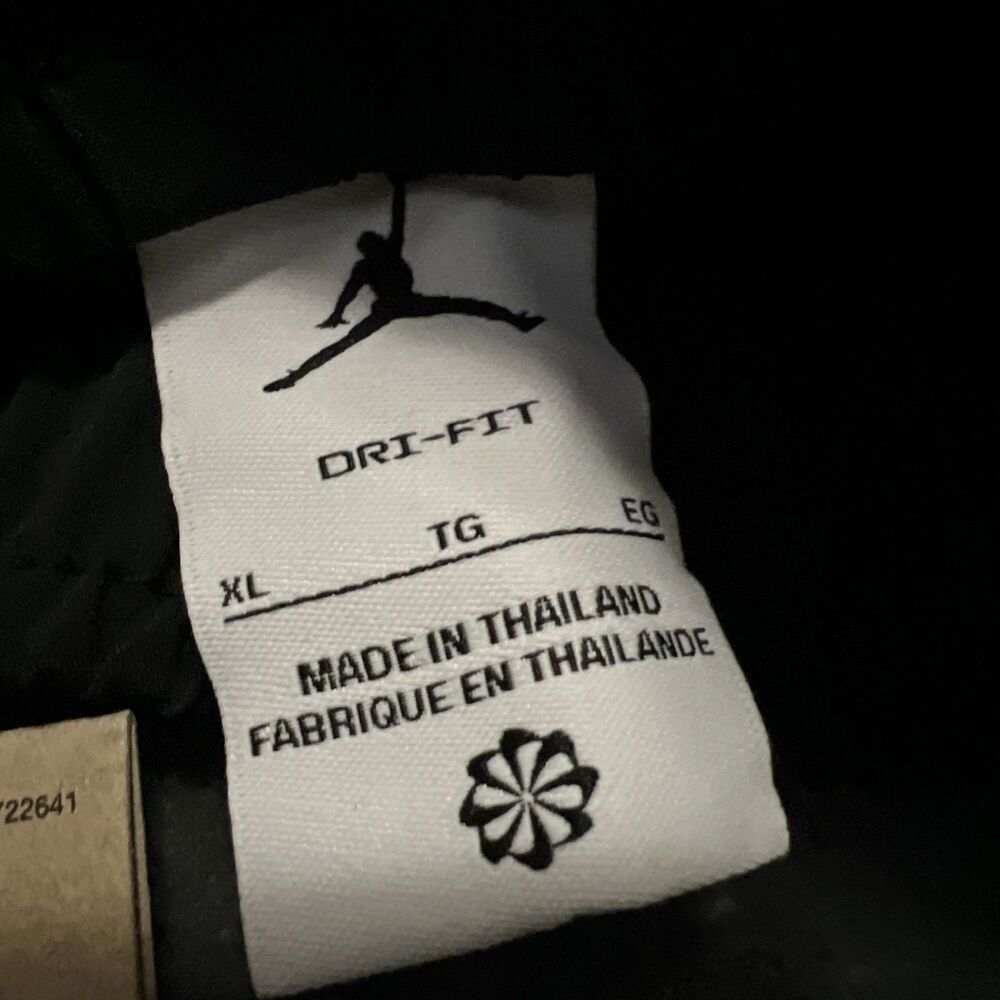 DRI-FIT
XL TG EG
MADE IN THAILAND
FABRIQUE EN THAILANDE
722641